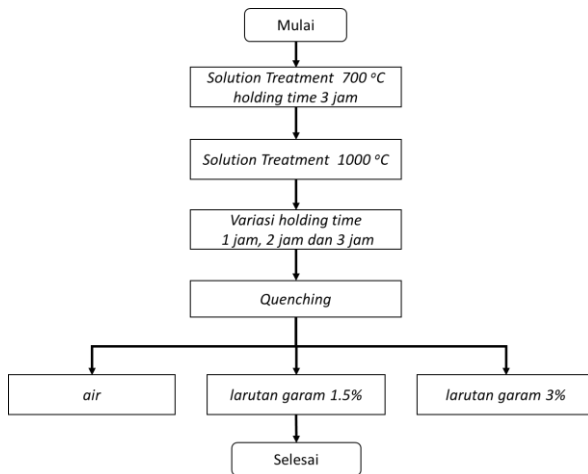 Mulai
Solution Treatment 700 °C
holding time 3 jam
Solution Treatment 1000 °C
Variasi holding time
1 jam, 2 jam dan 3 jam
Quenching
air
larutan garam 1.5%
larutan garam 3%
Selesai